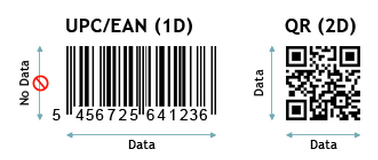 UPC/EAN (1D)
QR (2D)
No Data
5 456725 641236
Data
Data
Data